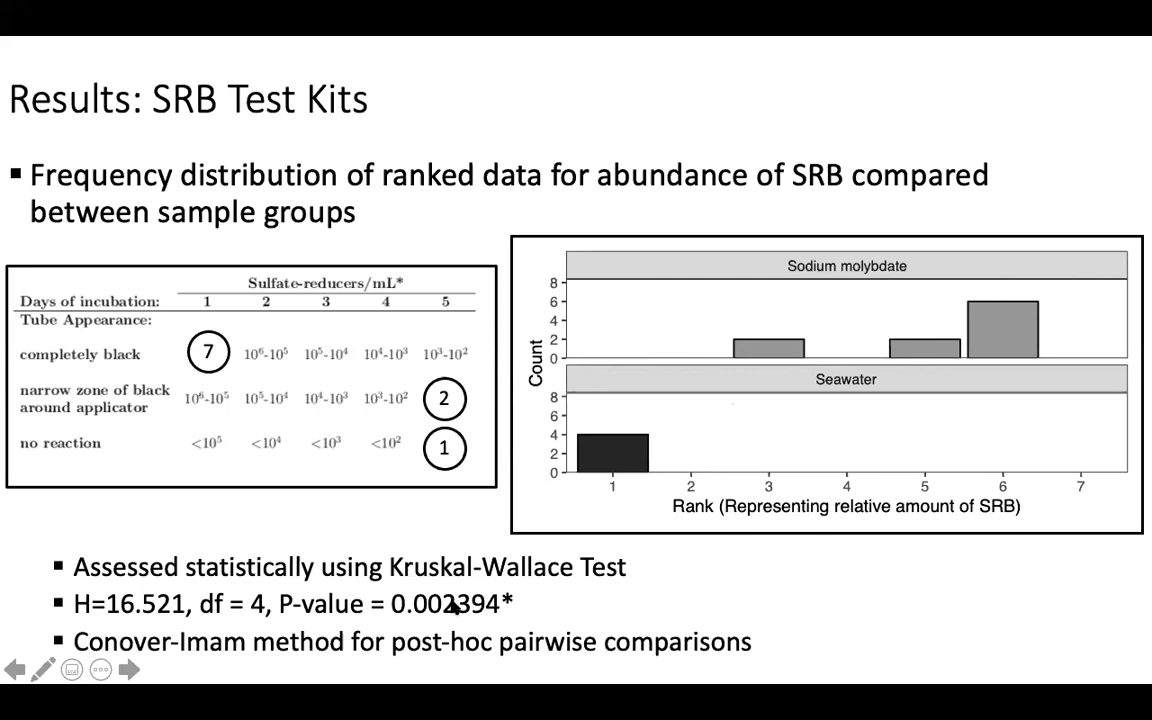 Results: SRB Test Kits
▪ Frequency distribution of ranked data for abundance of SRB compared
between sample groups
Sulfate-reducers/mL*
Days of incubation: 1 2 3 4 5
Tube Appearance:
completely black 7 10⁶-10⁵ 10⁵-10⁴ 10⁴-10³ 10³-10²
narrow zone of black
around applicator 10⁶-10⁵ 10⁵-10⁴ 10⁴-10³ 10³-10² 2
no reaction <10⁵ <10⁴ <10³ <10² 1
Sodium molybdate
8
6
4
2
0
Count
Seawater
8
6
4
2
0
1 2 3 4 5 6 7
Rank (Representing relative amount of SRB)
▪ Assessed statistically using Kruskal-Wallace Test
▪ H=16.521, df = 4, P-value = 0.002394*
▪ Conover-Imam method for post-hoc pairwise comparisons